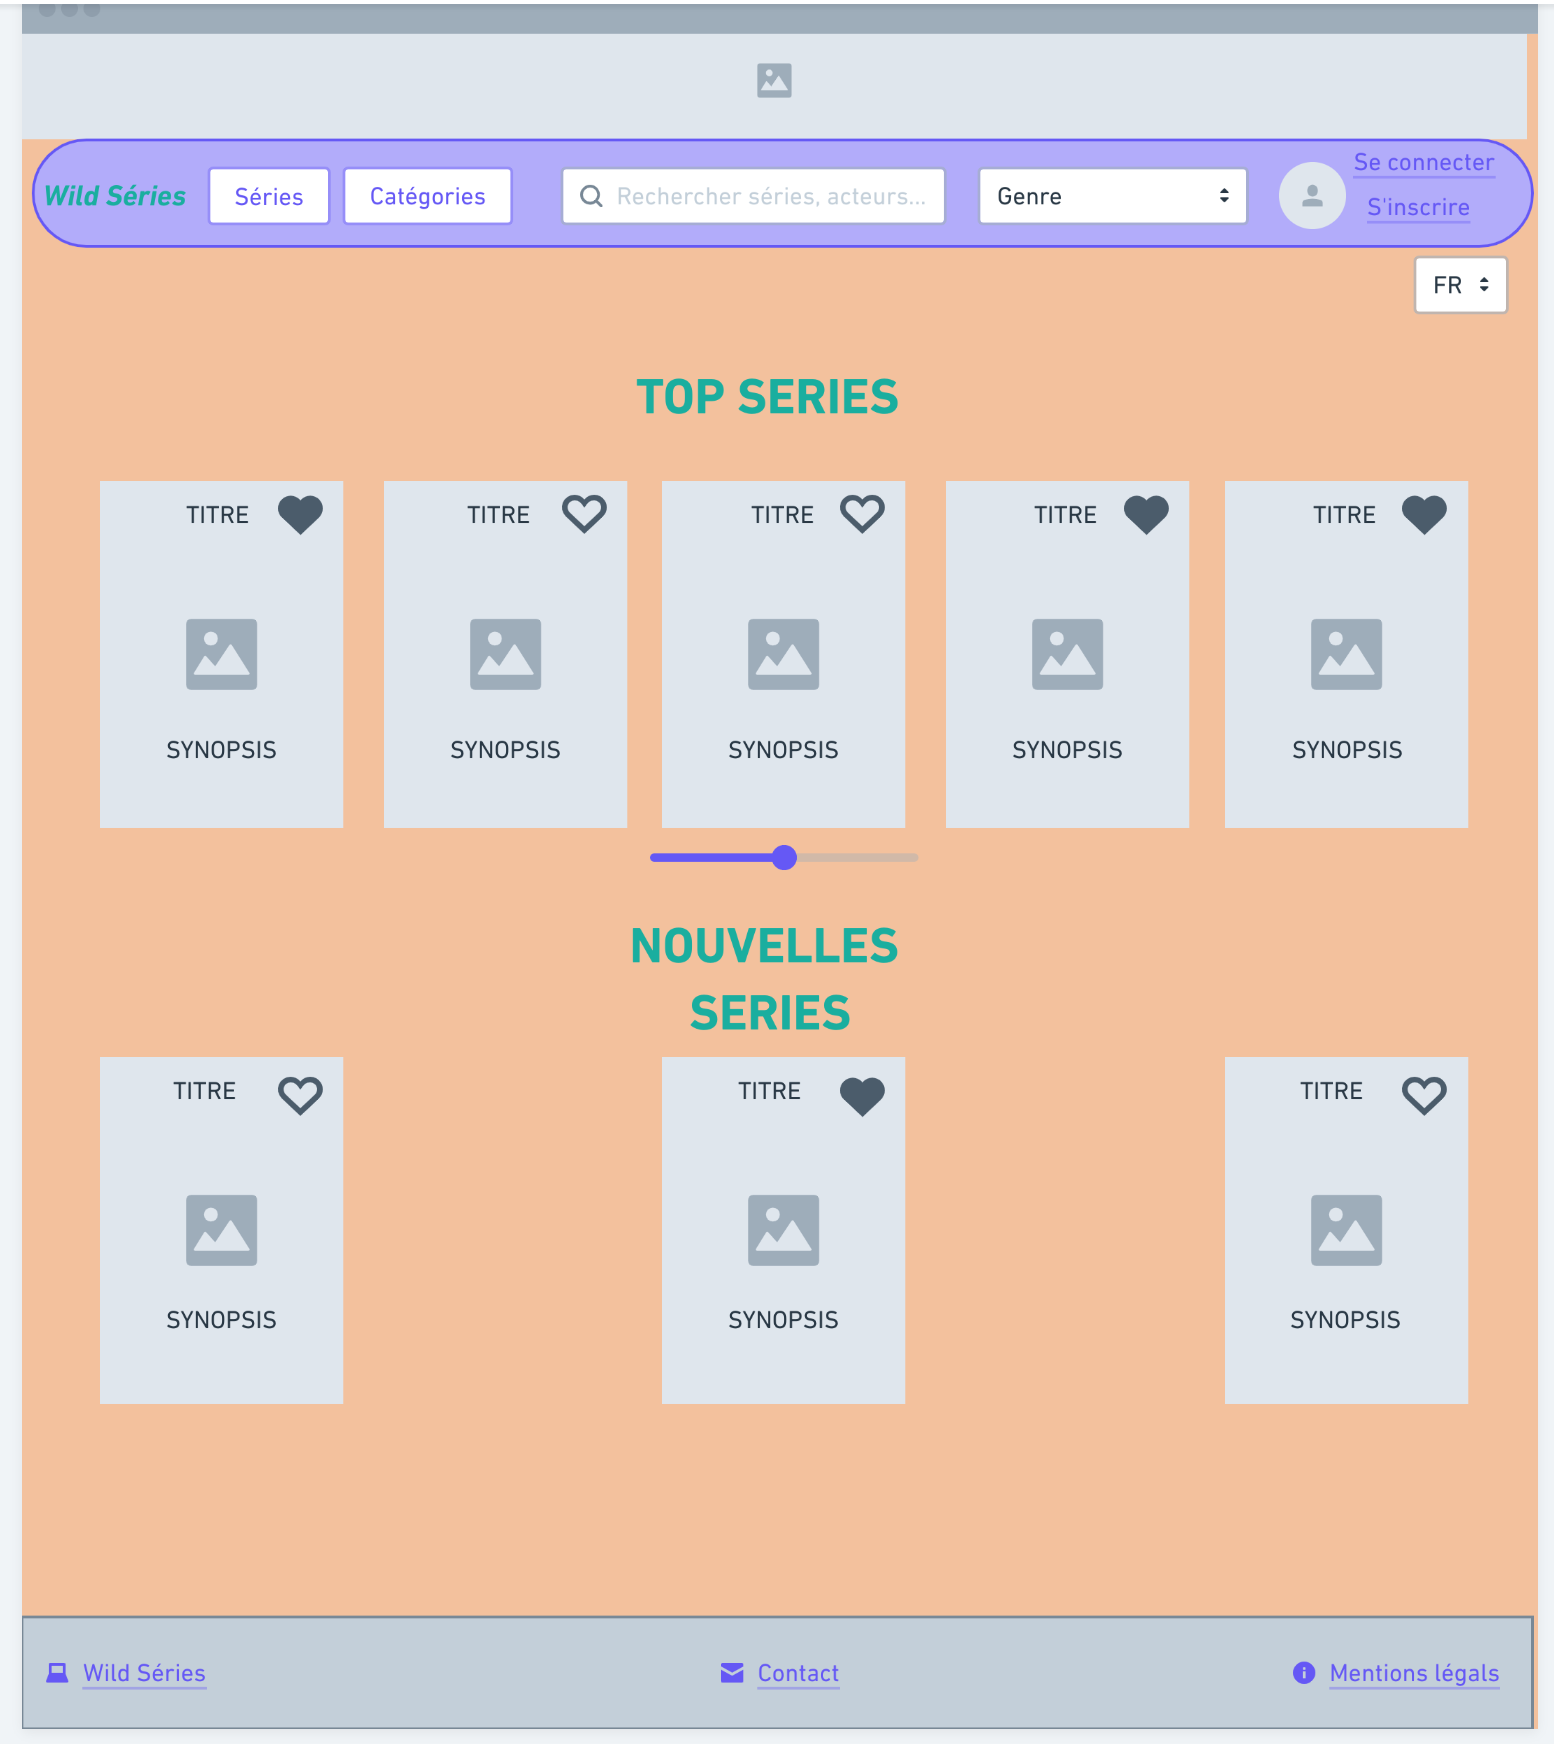 Wild Séries
Séries
Catégories
Rechercher séries, acteurs...
Genre
Se connecter
S'inscrire
FR
TOP SERIES
TITRE
TITRE
TITRE
TITRE
TITRE
SYNOPSIS
SYNOPSIS
SYNOPSIS
SYNOPSIS
SYNOPSIS
NOUVELLES
SERIES
TITRE
TITRE
TITRE
SYNOPSIS
SYNOPSIS
SYNOPSIS
Wild Séries
Contact
Mentions légals